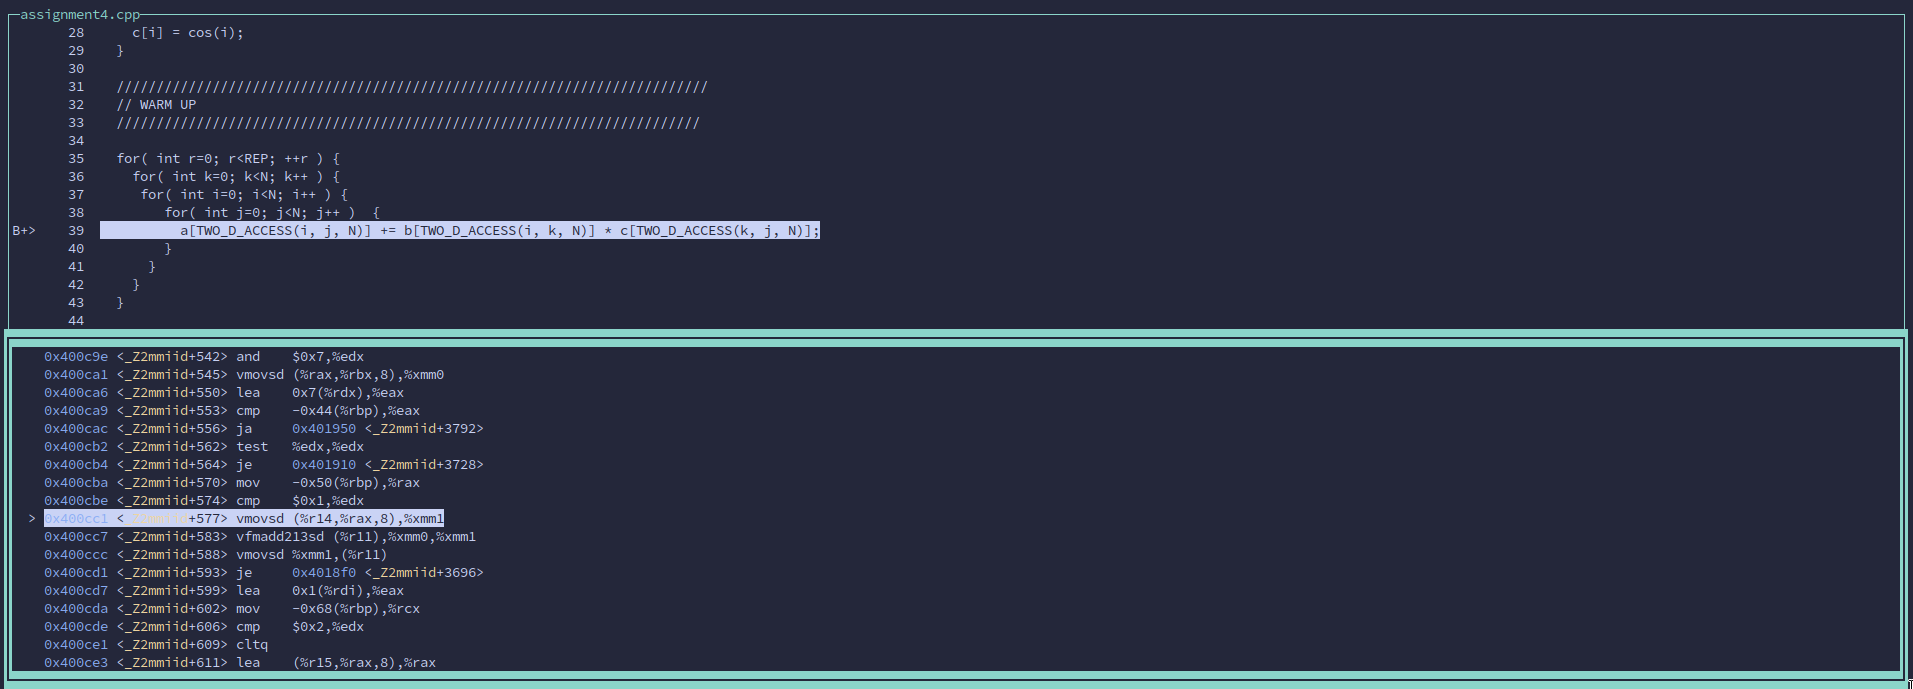 assignment4.cpp
28      c[i] = cos(i);
29    }
30
31    //////////////////////////////////////////////////////////////////////////
32    // WARM UP
33    /////////////////////////////////////////////////////////////////////////
34
35    for( int r=0; r<REP; ++r ) {
36      for( int k=0; k<N; k++ ) {
37       for( int i=0; i<N; i++ ) {
38          for( int j=0; j<N; j++ )  {
B+> 39            a[TWO_D_ACCESS(i, j, N)] += b[TWO_D_ACCESS(i, k, N)] * c[TWO_D_ACCESS(k, j, N)];
40          }
41        }
42      }
43    }
44
0x400c9e <_Z2mmiid+542> and    $0x7,%edx
0x400ca1 <_Z2mmiid+545> vmovsd (%rax,%rbx,8),%xmm0
0x400ca6 <_Z2mmiid+550> lea    0x7(%rdx),%eax
0x400ca9 <_Z2mmiid+553> cmp    -0x44(%rbp),%eax
0x400cac <_Z2mmiid+556> ja     0x401950 <_Z2mmiid+3792>
0x400cb2 <_Z2mmiid+562> test   %edx,%edx
0x400cb4 <_Z2mmiid+564> je     0x401910 <_Z2mmiid+3728>
0x400cba <_Z2mmiid+570> mov    -0x50(%rbp),%rax
0x400cbe <_Z2mmiid+574> cmp    $0x1,%edx
> 0x400cc1 <_Z2mmiid+577> vmovsd (%r14,%rax,8),%xmm1
0x400cc7 <_Z2mmiid+583> vfmadd213sd (%r11),%xmm0,%xmm1
0x400ccc <_Z2mmiid+588> vmovsd %xmm1,(%r11)
0x400cd1 <_Z2mmiid+593> je     0x4018f0 <_Z2mmiid+3696>
0x400cd7 <_Z2mmiid+599> lea    0x1(%rdi),%eax
0x400cda <_Z2mmiid+602> mov    -0x68(%rbp),%rcx
0x400cde <_Z2mmiid+606> cmp    $0x2,%edx
0x400ce1 <_Z2mmiid+609> cltq
0x400ce3 <_Z2mmiid+611> lea    (%r15,%rax,8),%rax